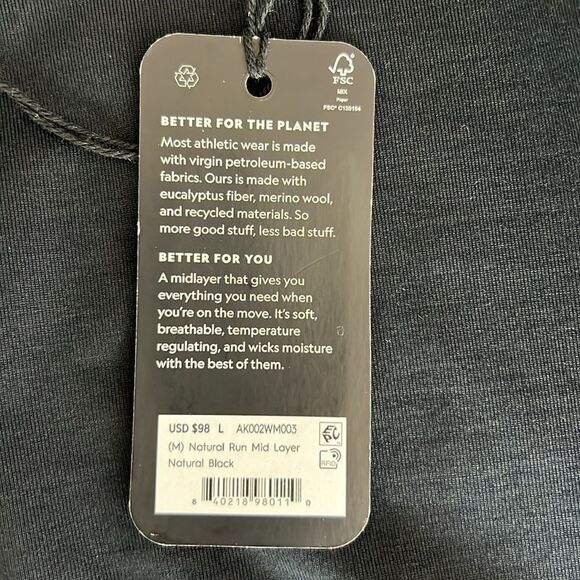 FSC
MIX
Paper
FSC® C135154
BETTER FOR THE PLANET
Most athletic wear is made
with virgin petroleum-based
fabrics. Ours is made with
eucalyptus fiber, merino wool,
and recycled materials. So
more good stuff, less bad stuff.
BETTER FOR YOU
A midlayer that gives you
everything you need when
you're on the move. It's soft,
breathable, temperature
regulating, and wicks moisture
with the best of them.
USD $98 L AK002WM003
(M) Natural Run Mid Layer
Natural Black
RFID
8 40218 98011 0